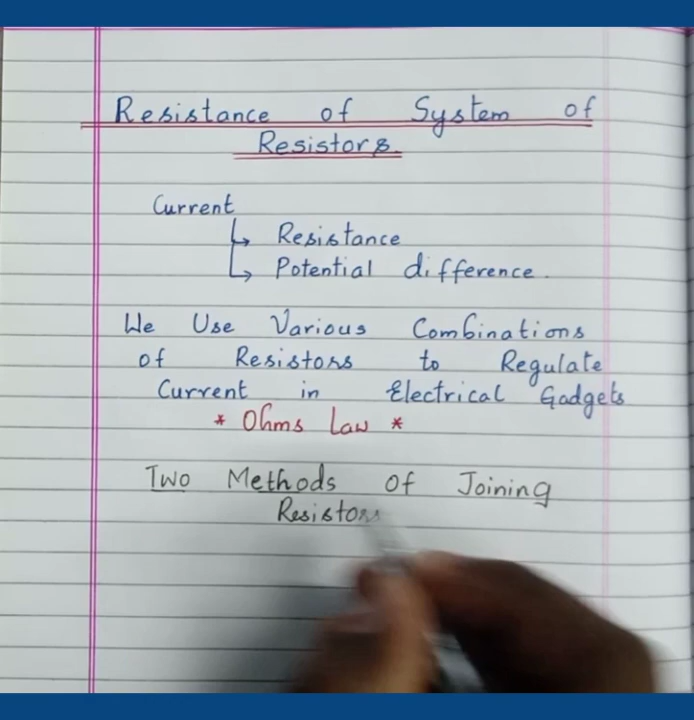 Resistance of System of
Resistors.
Current
↳ Resistance
↳ Potential difference.
We Use Various Combinations
of Resistors to Regulate
Current in Electrical Gadgets
* Ohms Law *
Two Methods Of Joining
Resistors